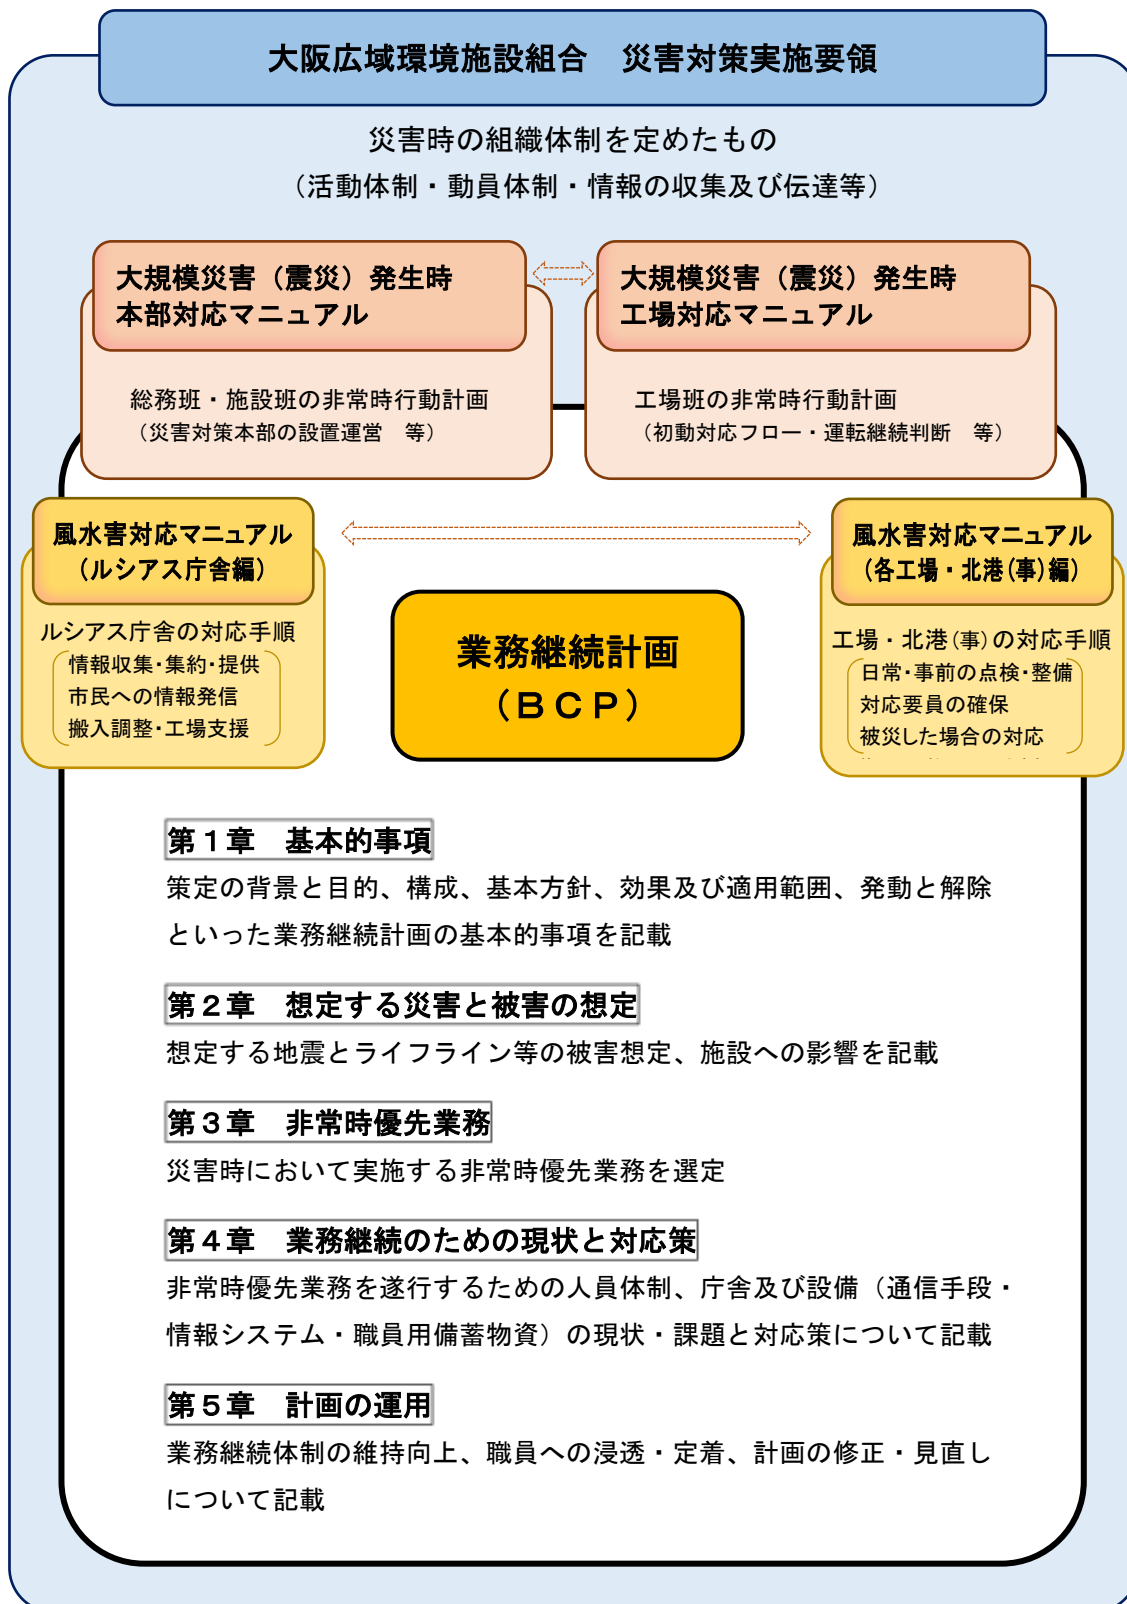 大阪広域環境施設組合　災害対策実施要領
災害時の組織体制を定めたもの
（活動体制・動員体制・情報の収集及び伝達等）
大規模災害（震災）発生時
本部対応マニュアル
総務班・施設班の非常時行動計画
（災害対策本部の設置運営　等）
大規模災害（震災）発生時
工場対応マニュアル
工場班の非常時行動計画
（初動対応フロー・運転継続判断　等）
風水害対応マニュアル
（ルシアス庁舎編）
ルシアス庁舎の対応手順
情報収集・集約・提供
市民への情報発信
搬入調整・工場支援
風水害対応マニュアル
（各工場・北港（事）編）
工場・北港（事）の対応手順
日常・事前の点検・整備
対応要員の確保
被災した場合の対応
業務継続計画
（ＢＣＰ）
第１章　基本的事項
策定の背景と目的、構成、基本方針、効果及び適用範囲、発動と解除
といった業務継続計画の基本的事項を記載
第２章　想定する災害と被害の想定
想定する地震とライフライン等の被害想定、施設への影響を記載
第３章　非常時優先業務
災害時において実施する非常時優先業務を選定
第４章　業務継続のための現状と対応策
非常時優先業務を遂行するための人員体制、庁舎及び設備（通信手段・
情報システム・職員用備蓄物資）の現状・課題と対応策について記載
第５章　計画の運用
業務継続体制の維持向上、職員への浸透・定着、計画の修正・見直し
について記載